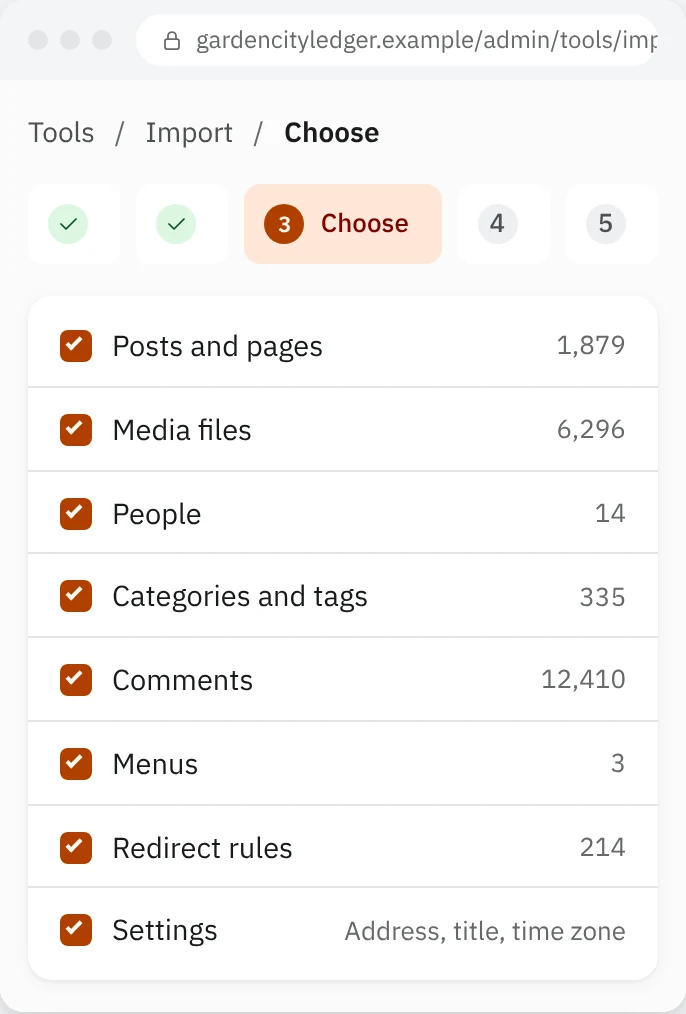 gardencityledger.example/admin/tools/imp
Tools / Import / Choose
3 Choose 4 5
Posts and pages 1,879
Media files 6,296
People 14
Categories and tags 335
Comments 12,410
Menus 3
Redirect rules 214
Settings Address, title, time zone